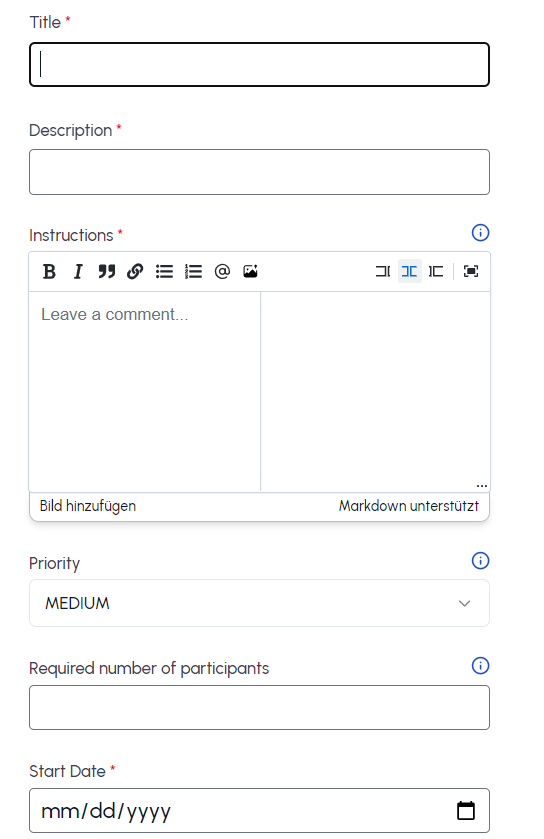 Title *
Description *
Instructions *
Leave a comment...
Bild hinzufügen
Markdown unterstützt
Priority
MEDIUM
Required number of participants
Start Date *
mm/dd/yyyy